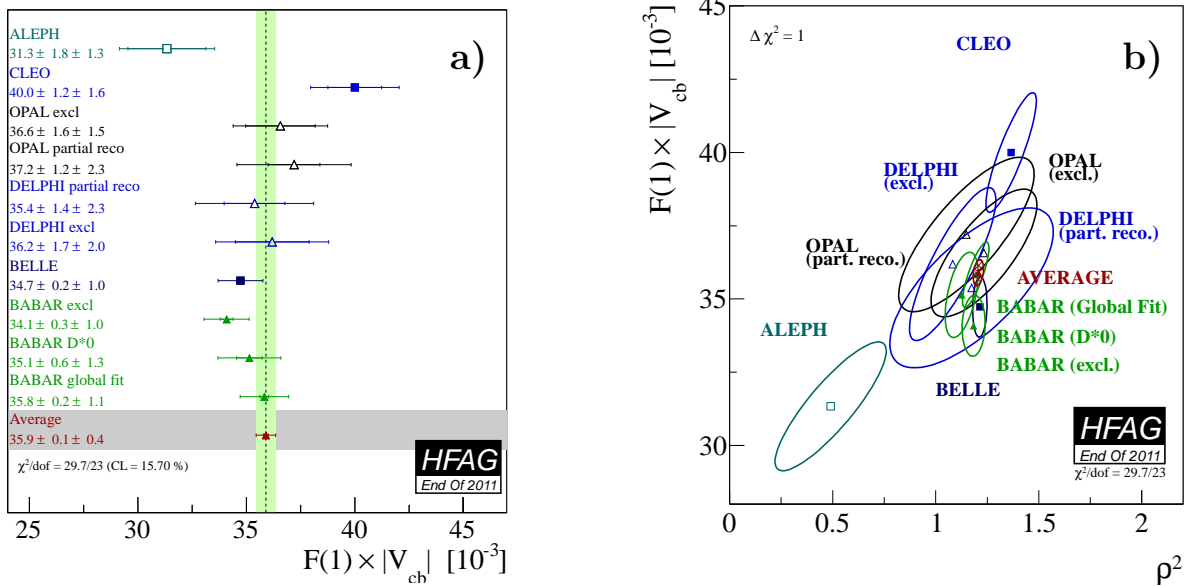 ALEPH
31.3 ± 1.8 ± 1.3
CLEO
40.0 ± 1.2 ± 1.6
OPAL excl
36.6 ± 1.6 ± 1.5
OPAL partial reco
37.2 ± 1.2 ± 2.3
DELPHI partial reco
35.4 ± 1.4 ± 2.3
DELPHI excl
36.2 ± 1.7 ± 2.0
BELLE
34.7 ± 0.2 ± 1.0
BABAR excl
34.1 ± 0.3 ± 1.0
BABAR D*0
35.1 ± 0.6 ± 1.3
BABAR global fit
35.8 ± 0.2 ± 1.1
Average
35.9 ± 0.1 ± 0.4
χ²/dof = 29.7/23 (CL = 15.70 %)
a)
HFAG
End Of 2011
25 30 35 40 45
F(1) × |V_cb| [10⁻³]
F(1) × |V_cb| [10⁻³]
45
40
35
30
Δ χ² = 1
b)
CLEO
OPAL
(excl.)
DELPHI
(excl.)
DELPHI
(part. reco.)
OPAL
(part. reco.)
AVERAGE
BABAR (Global Fit)
BABAR (D*0)
BABAR (excl.)
ALEPH
BELLE
HFAG
End Of 2011
χ²/dof = 29.7/23
0 0.5 1 1.5 2
ρ²